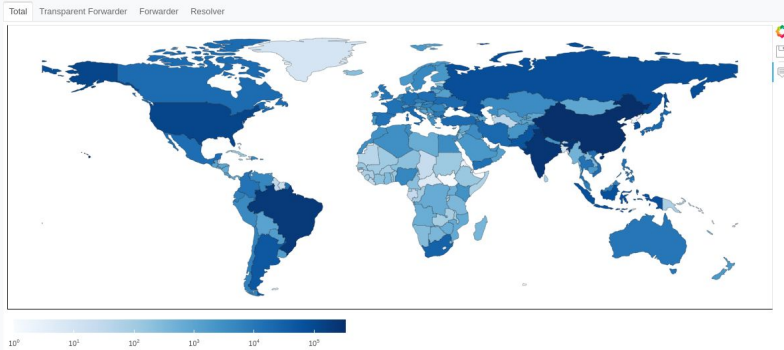 Total Transparent Forwarder Forwarder Resolver
10⁰ 10¹ 10² 10³ 10⁴ 10⁵